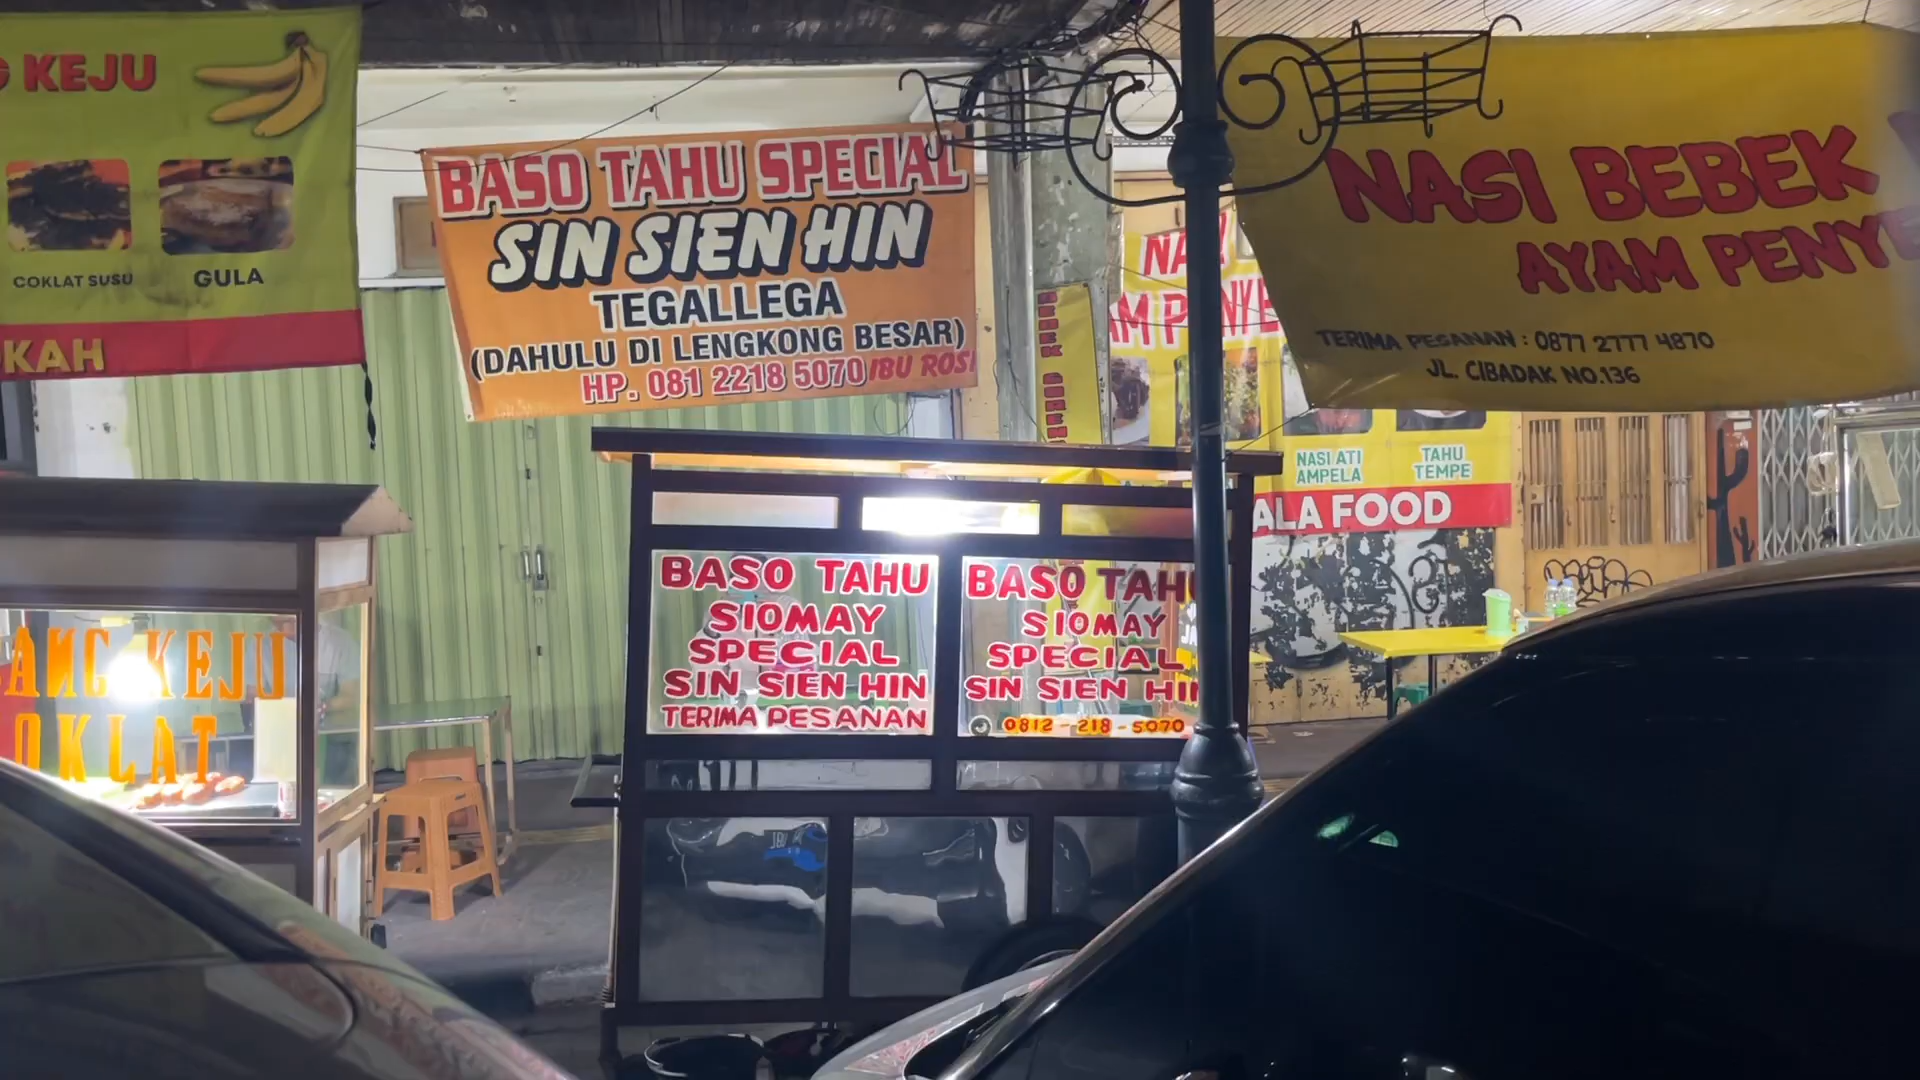 KEJU
COKLAT SUSU
GULA
KAH
BASO TAHU SPECIAL
SIN SIEN HIN
TEGALLEGA
(DAHULU DI LENGKONG BESAR)
HP. 081 2218 5070 IBU ROSI
NASI BEBEK
AYAM PENYE
TERIMA PESANAN : 0877 2777 4870
JL. CIBADAK NO.136
NASI ATI
AMPELA
TAHU
TEMPE
ALA FOOD
ANG KEJU
OKLAT
BASO TAHU
SIOMAY
SPECIAL
SIN SIEN HIN
TERIMA PESANAN
BASO TAHU
SIOMAY
SPECIAL
SIN SIEN HIN
0812-218-5070